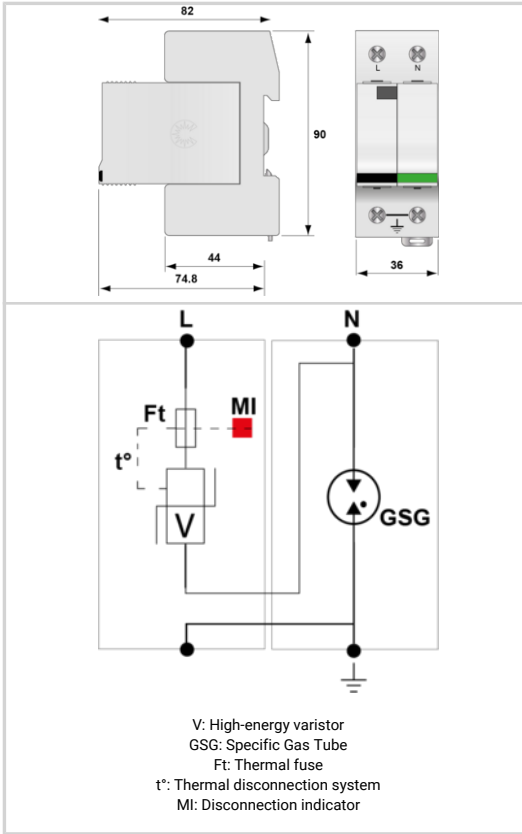 82
L N
90
44
74.8
36
L N
Ft MI
t°
V
GSG
V: High-energy varistor
GSG: Specific Gas Tube
Ft: Thermal fuse
t°: Thermal disconnection system
MI: Disconnection indicator